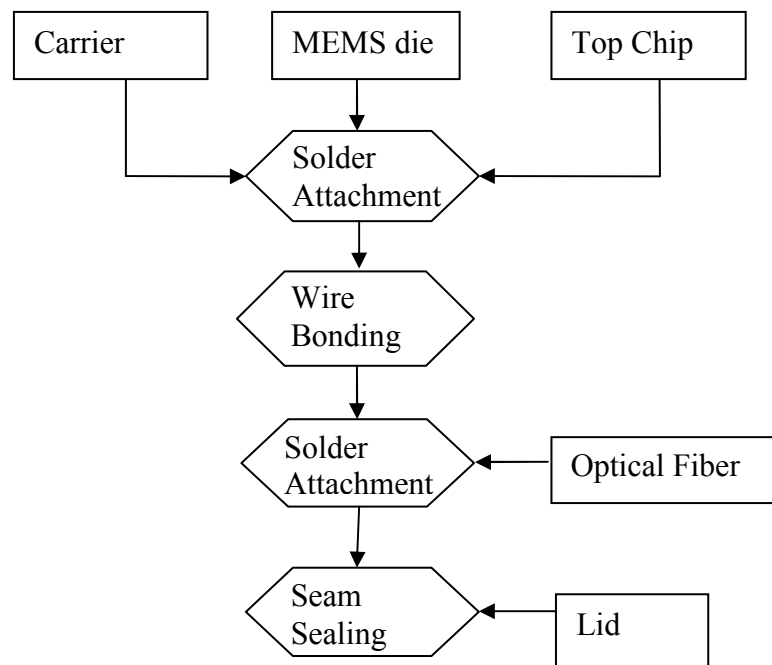 Carrier
MEMS die
Top Chip
Solder
Attachment
Wire
Bonding
Solder
Attachment
Optical Fiber
Seam
Sealing
Lid